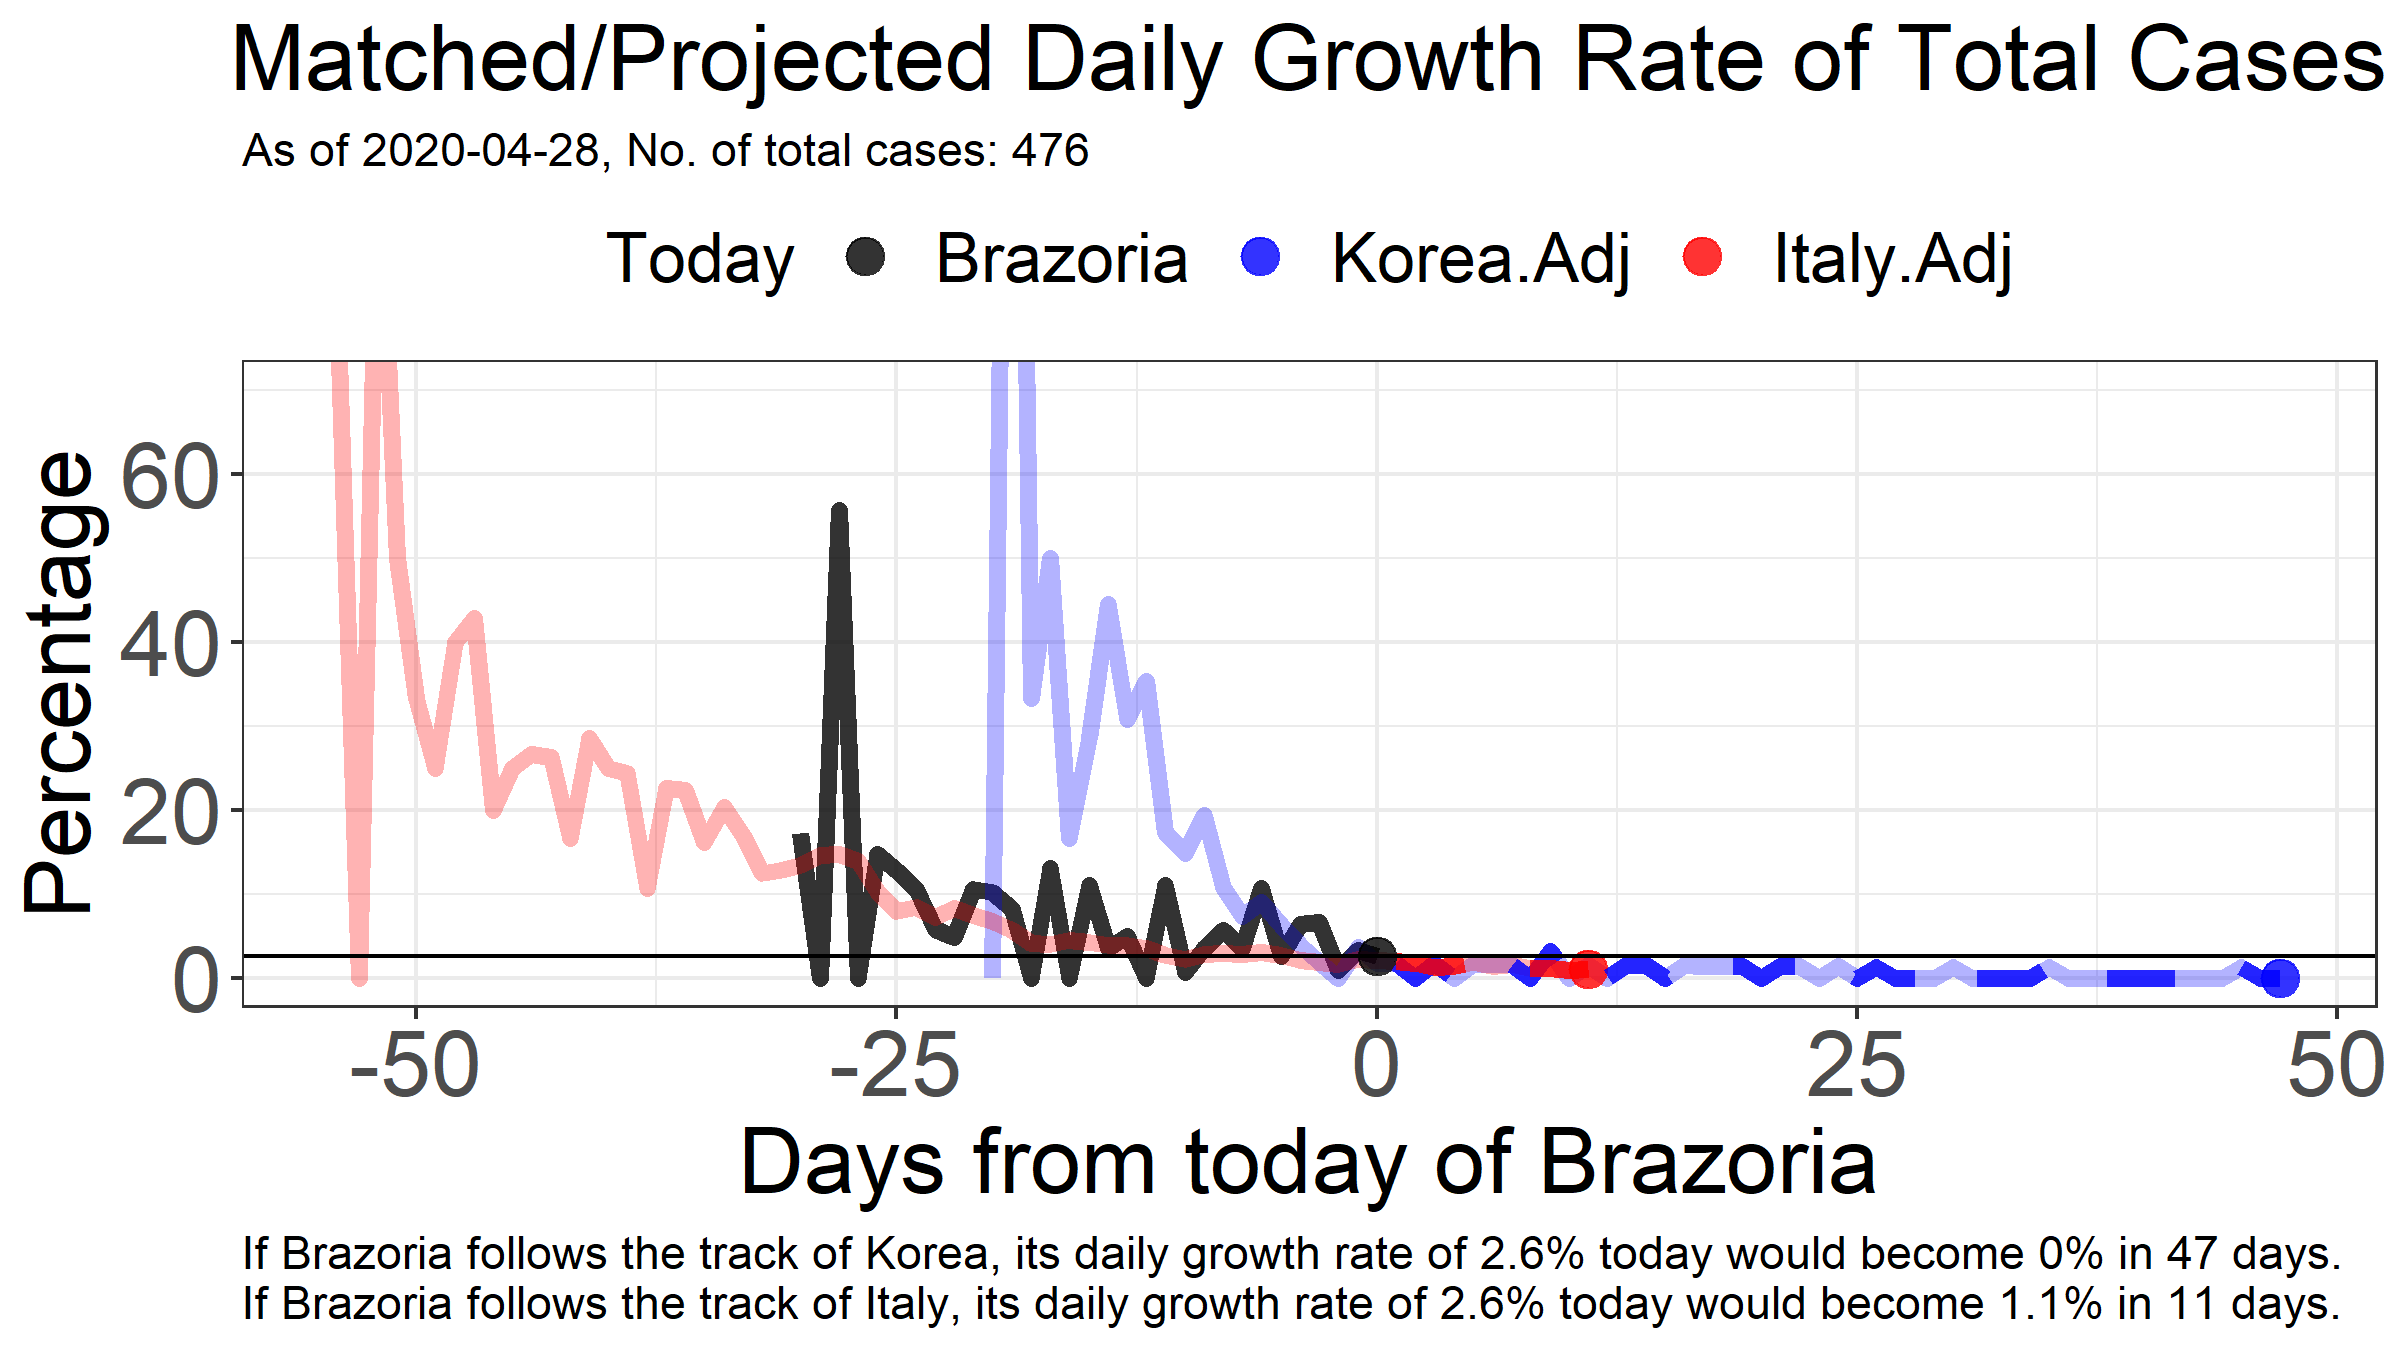 Matched/Projected Daily Growth Rate of Total Cases
As of 2020-04-28, No. of total cases: 476
Today Brazoria Korea.Adj Italy.Adj
Percentage
60
40
20
0
-50 -25 0 25 50
Days from today of Brazoria
If Brazoria follows the track of Korea, its daily growth rate of 2.6% today would become 0% in 47 days.
If Brazoria follows the track of Italy, its daily growth rate of 2.6% today would become 1.1% in 11 days.